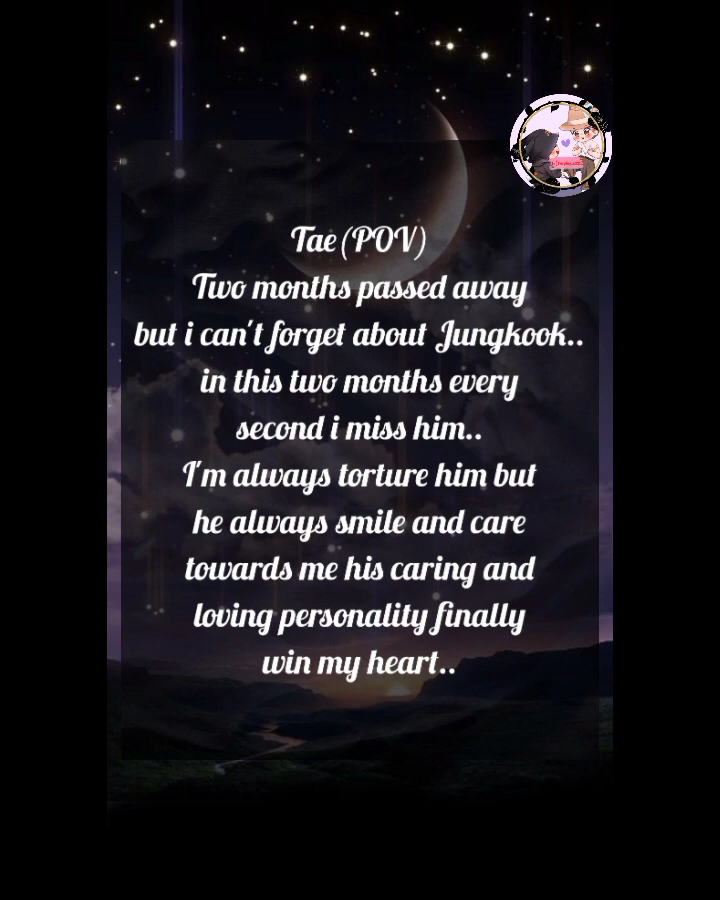 Tae(POV)
Two months passed away
but i can't forget about Jungkook..
in this two months every
second i miss him..
I'm always torture him but
he always smile and care
towards me his caring and
loving personality finally
win my heart..